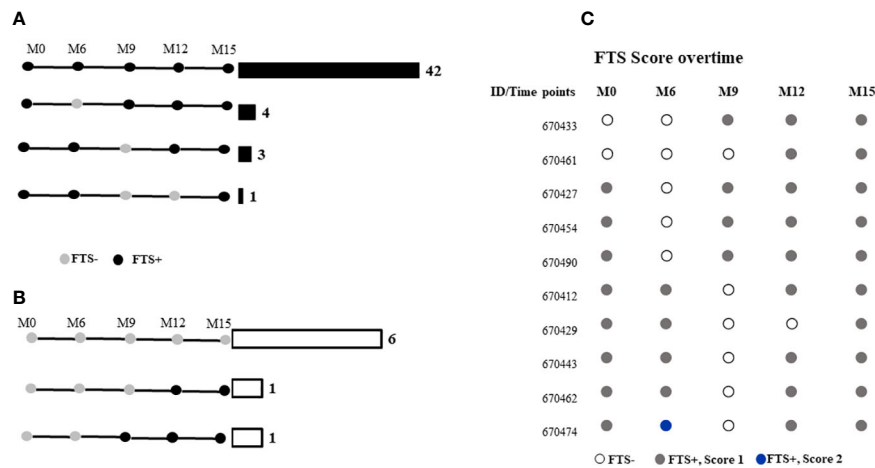 A
M0 M6 M9 M12 M15
42
4
3
1
FTS- FTS+
B
M0 M6 M9 M12 M15
6
1
1
C
FTS Score overtime
ID/Time points M0 M6 M9 M12 M15
670433
670461
670427
670454
670490
670412
670429
670443
670462
670474
FTS- FTS+, Score 1 FTS+, Score 2